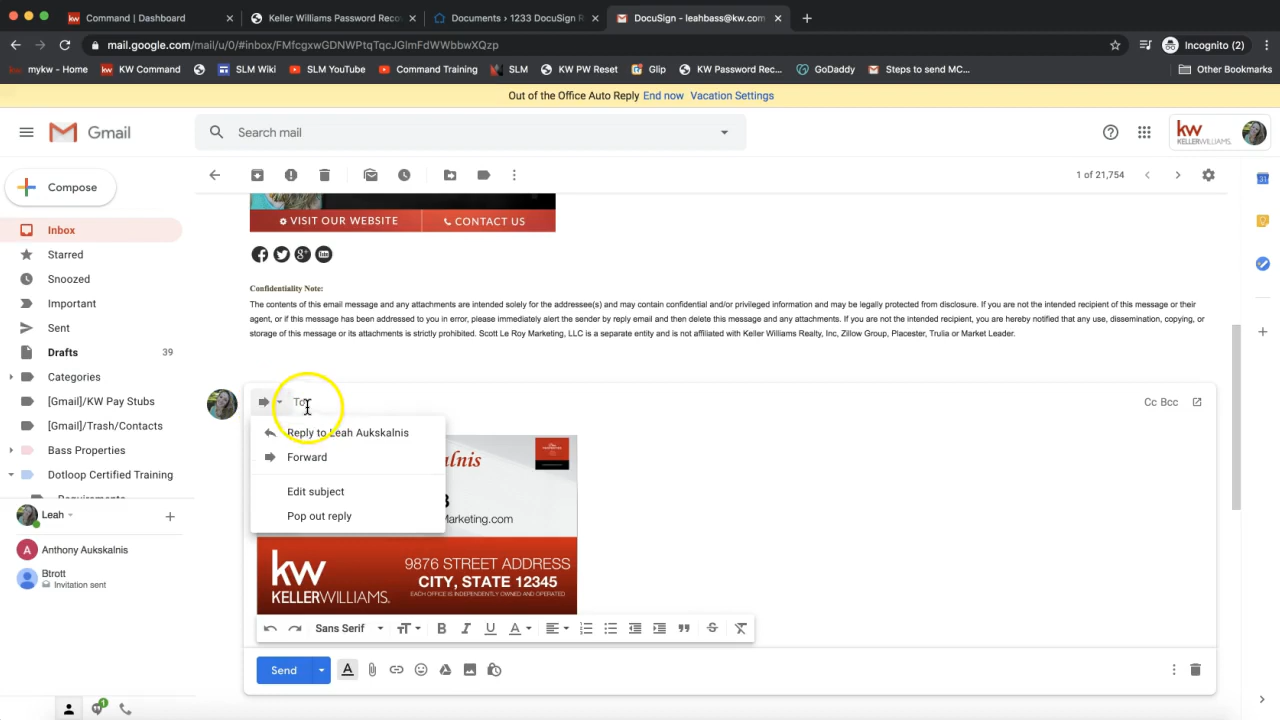 Command | Dashboard
Keller Williams Password Reco
Documents › 1233 DocuSign
DocuSign - leahbass@kw.com
mail.google.com/mail/u/0/#inbox/FMfcgxwGDNWPtqTqcJGlmFdWWbbwXQzp
Incognito (2)
mykw - Home
KW Command
SLM Wiki
SLM YouTube
Command Training
SLM
KW PW Reset
Glip
KW Password Rec...
GoDaddy
Steps to send MC...
Other Bookmarks
Out of the Office Auto Reply End now Vacation Settings
Gmail
Search mail
kw
KELLERWILLIAMS.
Compose
1 of 21,754
Inbox
Starred
Snoozed
Important
Sent
Drafts 39
Categories
[Gmail]/KW Pay Stubs
[Gmail]/Trash/Contacts
Bass Properties
Dotloop Certified Training
Requirements
Leah
A Anthony Aukskalnis
Btrott
Invitation sent
1
VISIT OUR WEBSITE
CONTACT US
Confidentiality Note:
The contents of this email message and any attachments are intended solely for the addressee(s) and may contain confidential and/or privileged information and may be legally protected from disclosure. If you are not the intended recipient of this message or their
agent, or if this message has been addressed to you in error, please immediately alert the sender by reply email and then delete this message and any attachments. If you are not the intended recipient, you are hereby notified that any use, dissemination, copying, or
storage of this message or its attachments is strictly prohibited. Scott Le Roy Marketing, LLC is a separate entity and is not affiliated with Keller Williams Realty, Inc, Zillow Group, Placester, Trulia or Market Leader.
To
Cc Bcc
Reply to Leah Aukskalnis
Forward
Edit subject
Pop out reply
Marketing.com
kw
KELLERWILLIAMS.
9876 STREET ADDRESS
CITY, STATE 12345
EACH OFFICE IS INDEPENDENTLY OWNED AND OPERATED
Sans Serif
Send